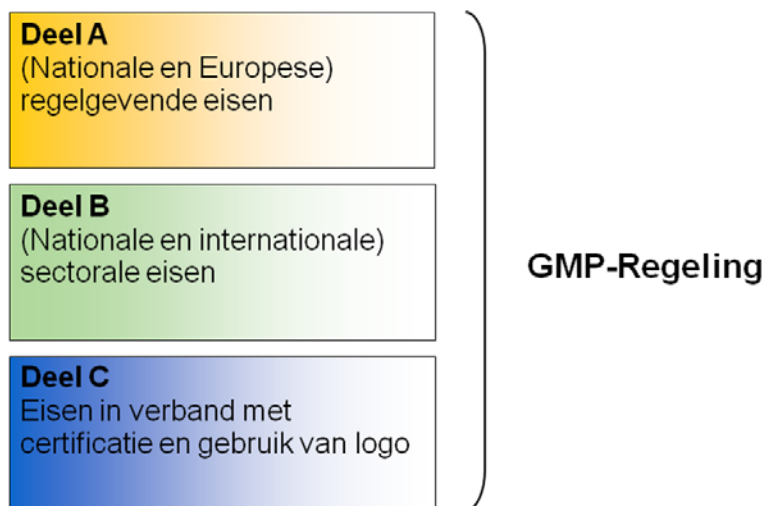 Deel A
(Nationale en Europese)
regelgevende eisen
Deel B
(Nationale en internationale)
sectorale eisen
Deel C
Eisen in verband met
certificatie en gebruik van logo
GMP-Regeling